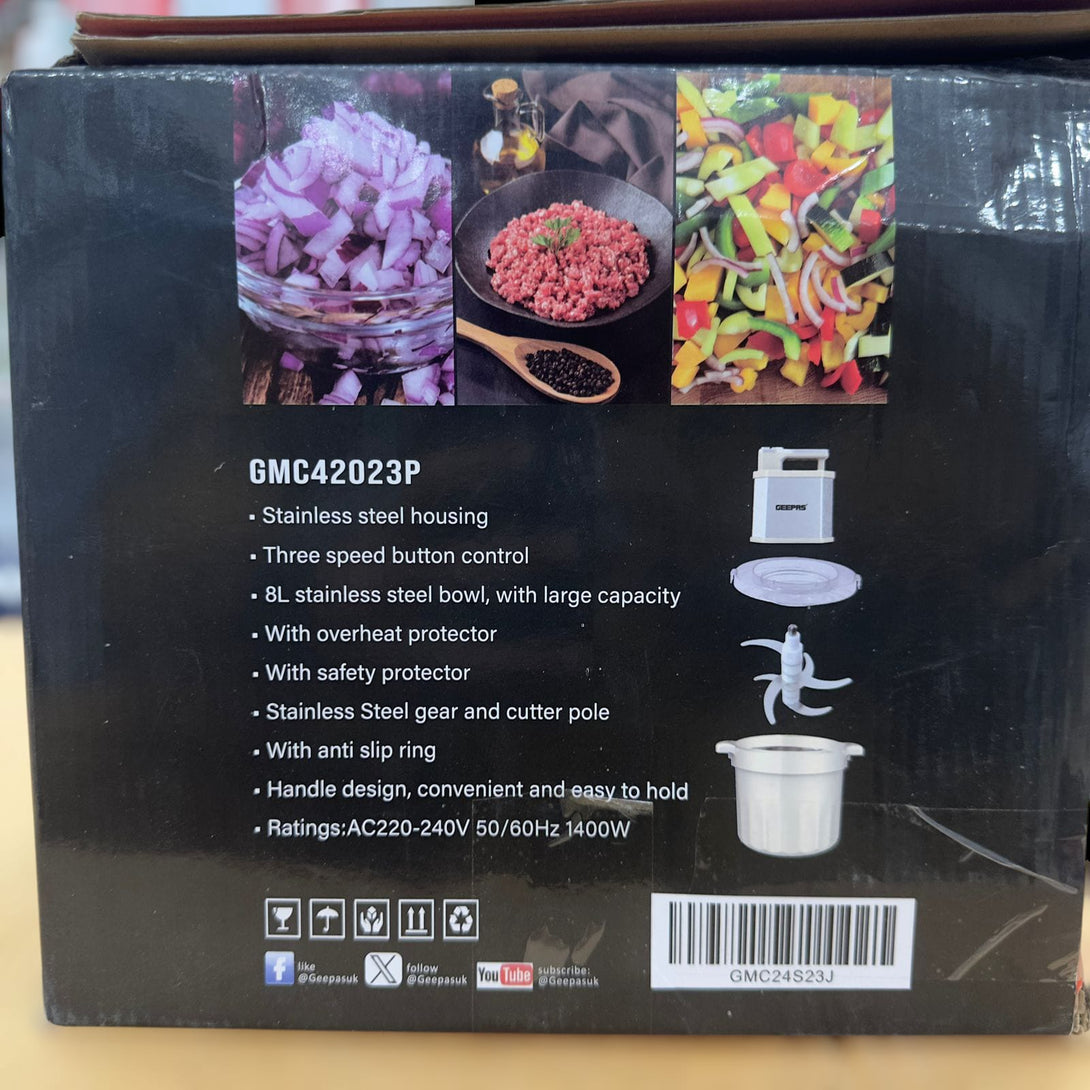 GMC42023P
▪ Stainless steel housing
▪ Three speed button control
▪ 8L stainless steel bowl, with large capacity
▪ With overheat protector
▪ With safety protector
▪ Stainless Steel gear and cutter pole
▪ With anti slip ring
▪ Handle design, convenient and easy to hold
▪ Ratings:AC220-240V 50/60Hz 1400W
GEEPAS
f like @Geepasuk
X follow @Geepasuk
YouTube subscribe: @Geepasuk
GMC24S23J